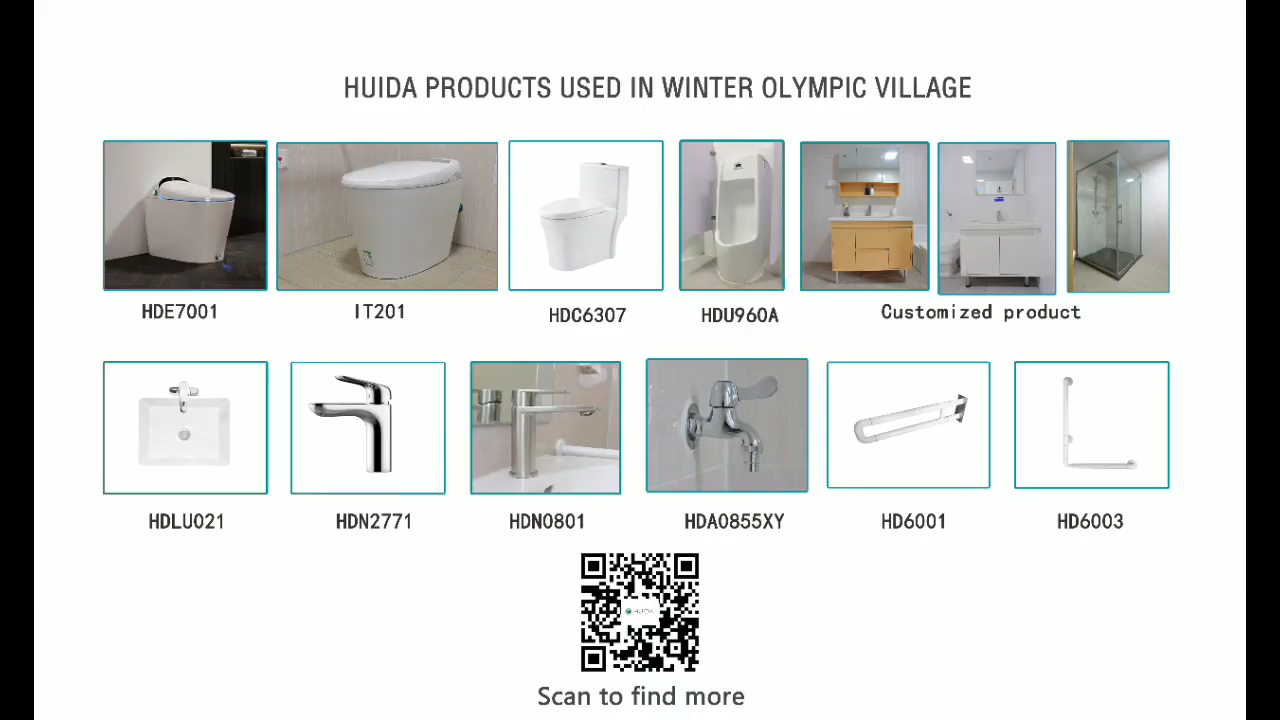 HUIDA PRODUCTS USED IN WINTER OLYMPIC VILLAGE
HDE7001
IT201
HDC6307
HDU960A
Customized product
HDLU021
HDN2771
HDN0801
HDA0855XY
HD6001
HD6003
HUIDA
Scan to find more